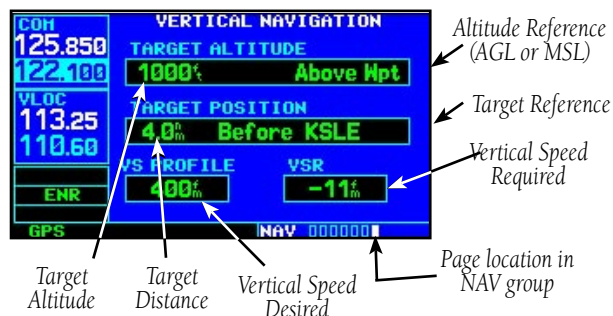 COM
125.850
122.100
VLOC
113.25
110.60
ENR
GPS
VERTICAL NAVIGATION
TARGET ALTITUDE
1000ft Above Wpt
TARGET POSITION
4.0nm Before KSLE
VS PROFILE
400fm
VSR
-11fm
NAV
Altitude Reference
(AGL or MSL)
Target Reference
Vertical Speed
Required
Page location in
NAV group
Target
Altitude
Target
Distance
Vertical Speed
Desired